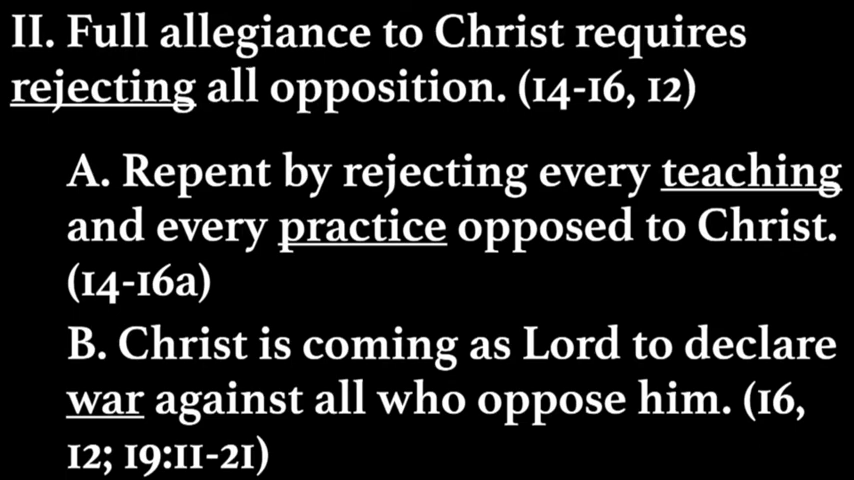 II. Full allegiance to Christ requires
rejecting all opposition. (14-16, 12)
A. Repent by rejecting every teaching
and every practice opposed to Christ.
(14-16a)
B. Christ is coming as Lord to declare
war against all who oppose him. (16,
12; 19:11-21)